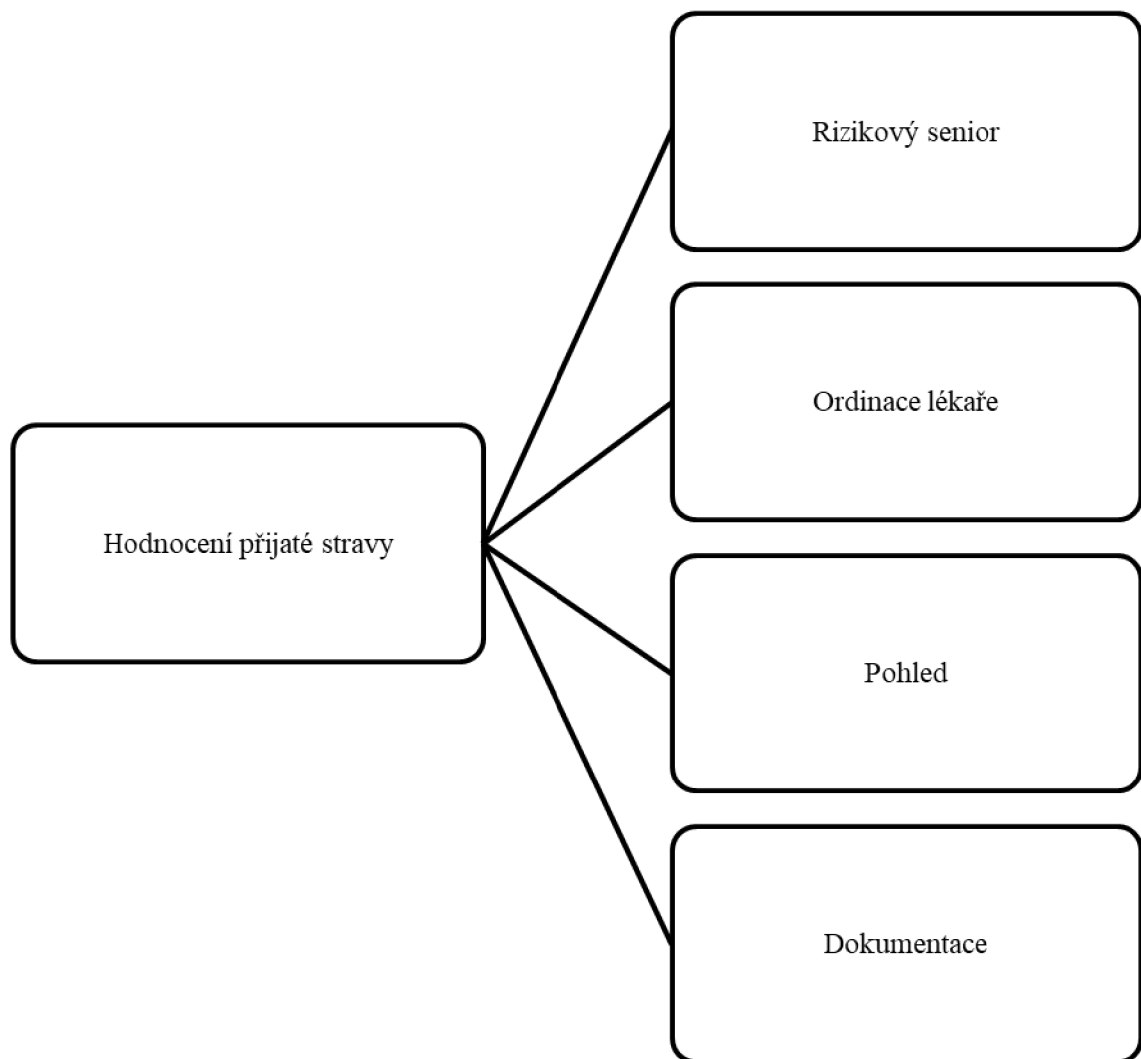 Rizikový senior
Ordinace lékaře
Hodnocení přijaté stravy
Pohled
Dokumentace